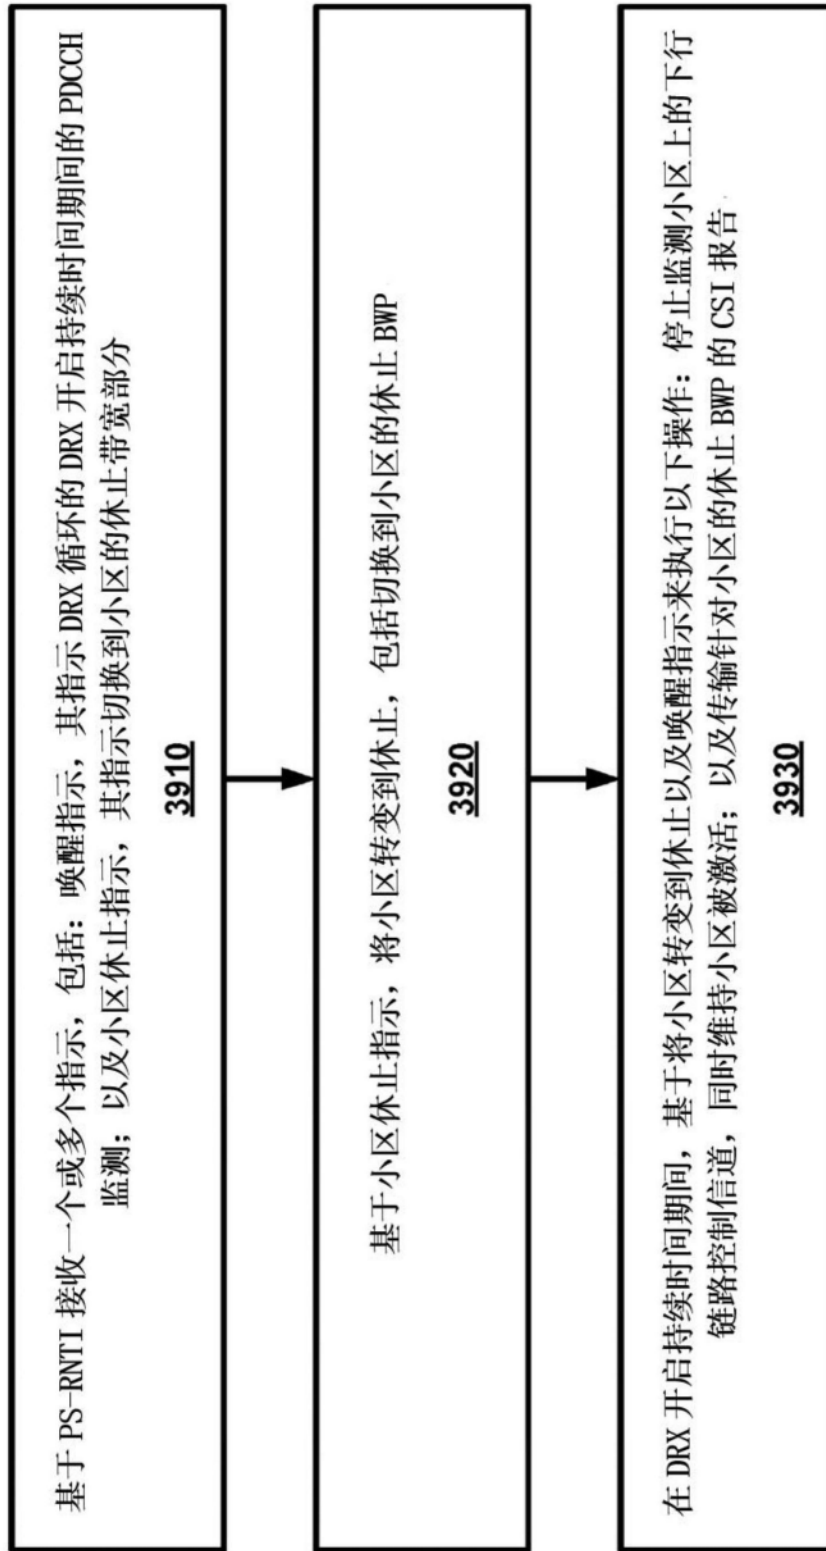 基于 PS-RNTI 接收一个或多个指示，包括：唤醒指示，其指示 DRX 循环的 DRX 开启持续时间期间的 PDCCH
监测；以及小区休止指示，其指示切换到小区的休止带宽部分
3910
基于小区休止指示，将小区转变到休止，包括切换到小区的休止 BWP
3920
在 DRX 开启持续时间期间，基于将小区转变到休止以及唤醒指示来执行以下操作：停止监测小区上的下行
链路控制信道，同时维持小区被激活；以及传输针对小区的休止 BWP 的 CSI 报告
3930